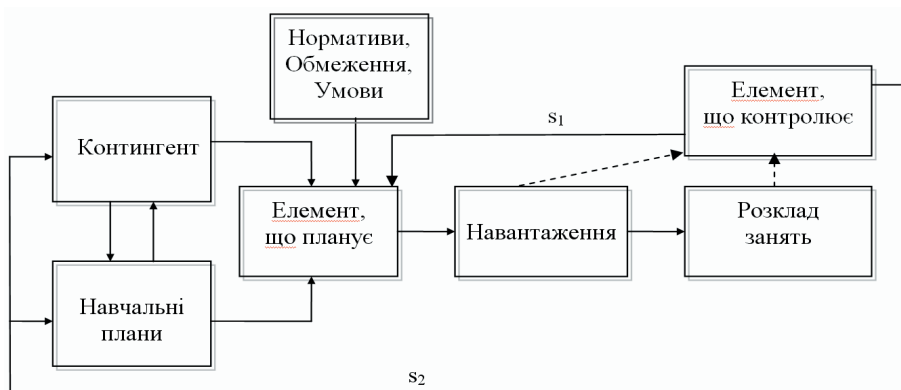 Нормативи,
Обмеження,
Умови
Елемент,
що контролює
s1
Контингент
Елемент,
що планує
Навантаження
Розклад
занять
Навчальні
плани
s2